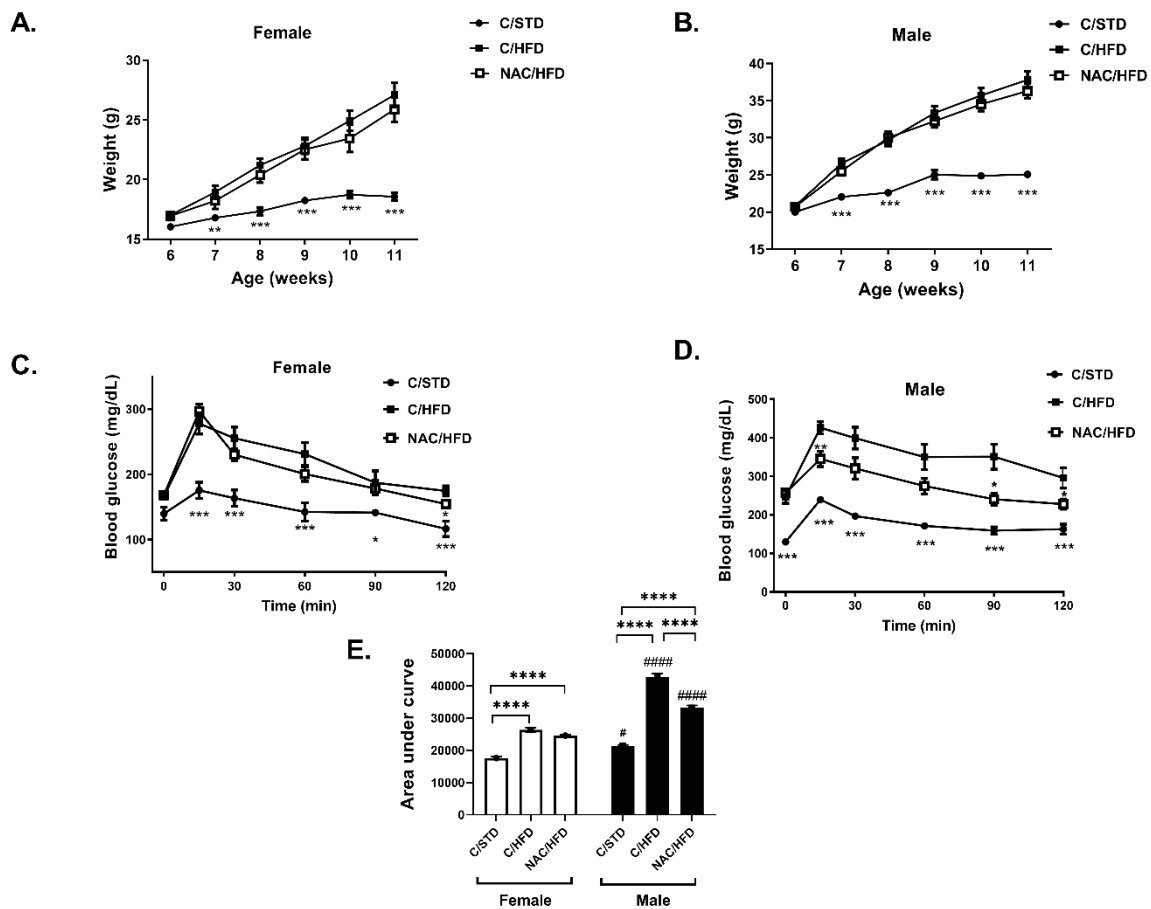 A.
Female
C/STD
C/HFD
NAC/HFD
Weight (g)
30
25
20
15
** *** *** *** ***
6 7 8 9 10 11
Age (weeks)
B.
Male
C/STD
C/HFD
NAC/HFD
Weight (g)
40
35
30
25
20
15
*** *** *** *** ***
6 7 8 9 10 11
Age (weeks)
C.
Female
C/STD
C/HFD
NAC/HFD
Blood glucose (mg/dL)
300
200
100
*
*** *** *** * ***
0 30 60 90 120
Time (min)
D.
Male
C/STD
C/HFD
NAC/HFD
Blood glucose (mg/dL)
500
400
300
200
100
0
** * *
*** *** *** *** *** ***
0 30 60 90 120
Time (min)
E.
Area under curve
50000
40000
30000
20000
10000
0
****
****
****
**** ****
# #### ####
C/STD C/HFD NAC/HFD C/STD C/HFD NAC/HFD
Female Male